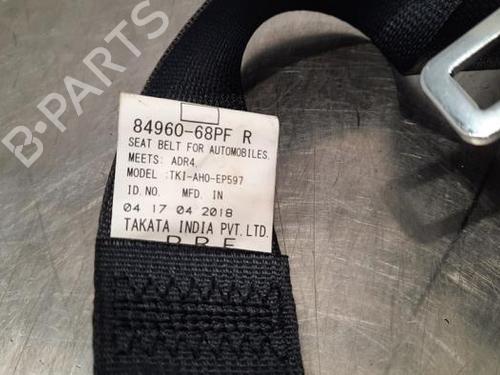 84960-68PF R
SEAT BELT FOR AUTOMOBILES.
MEETS: ADR4.
MODEL :TKI-AHO-EP597
ID.NO. MFD. IN
04 17 04 2018
TAKATA INDIA PVT.LTD.